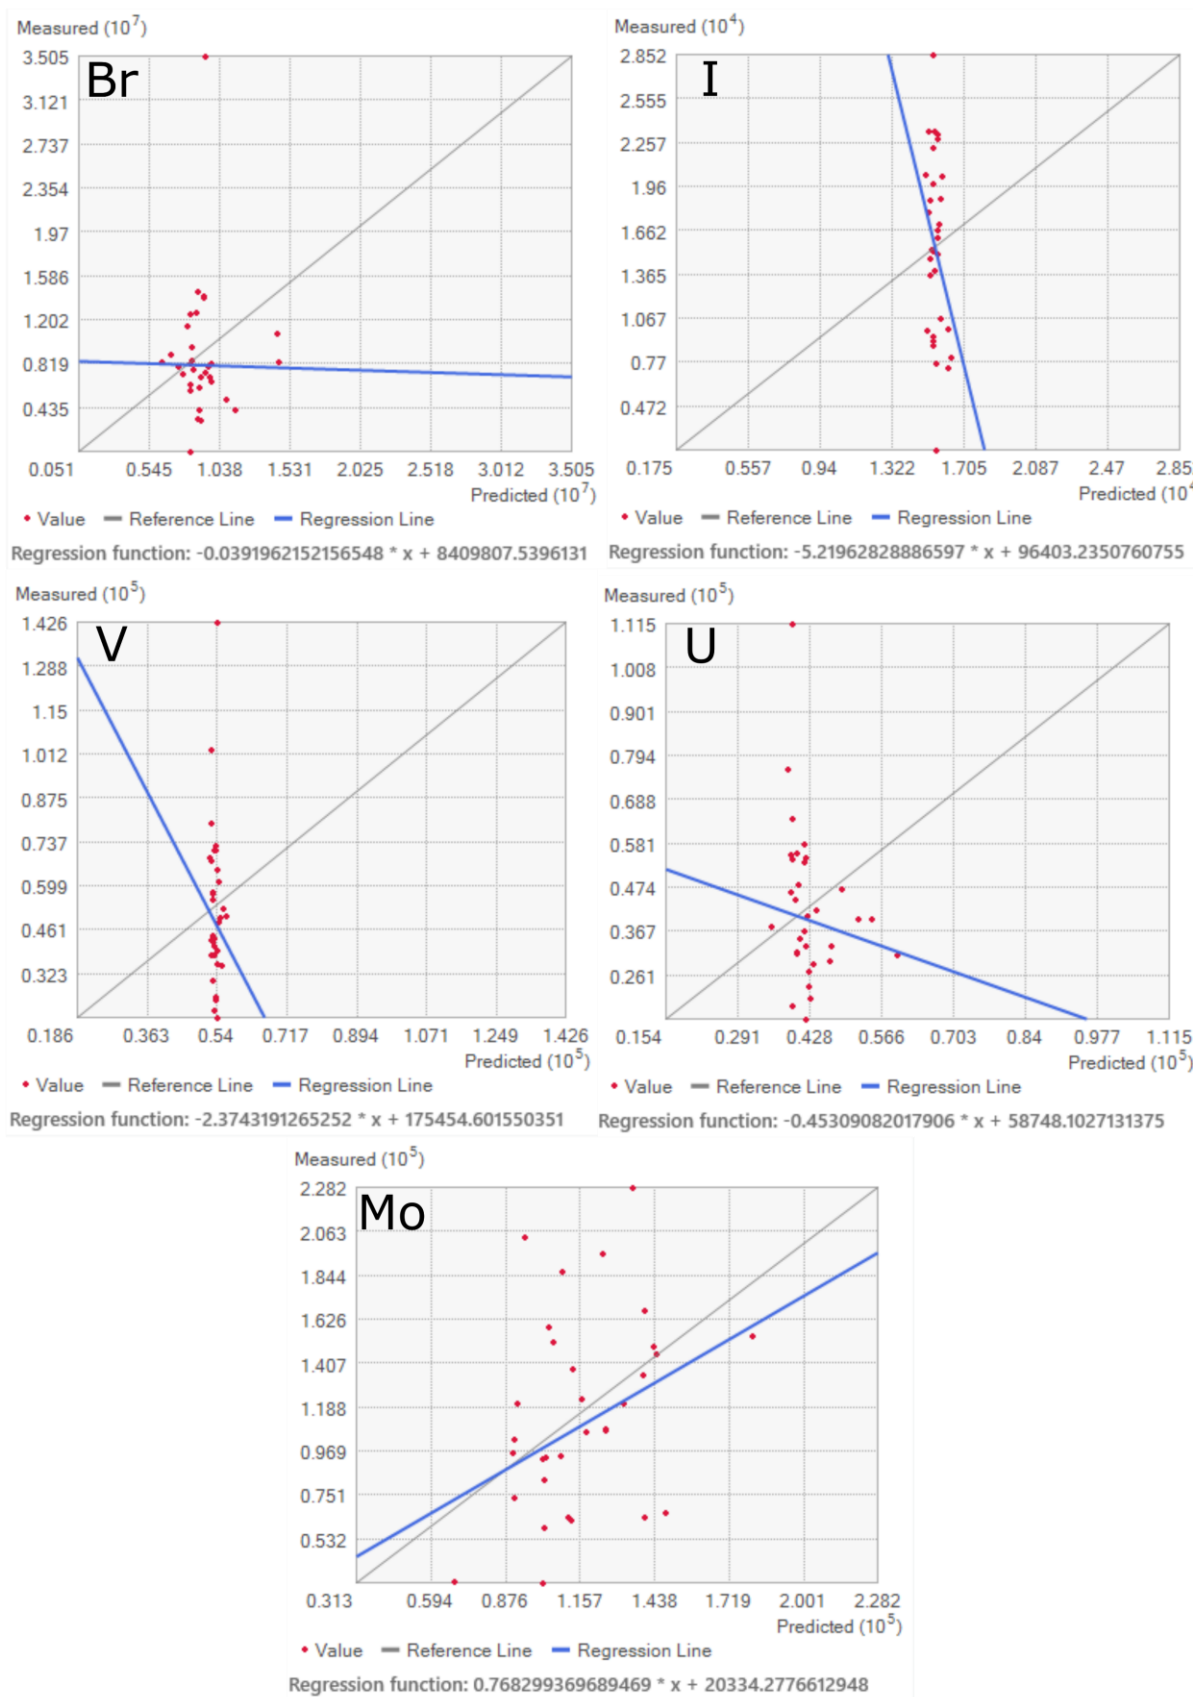 Measured (10^7)
Br
3.505
3.121
2.737
2.354
1.97
1.586
1.202
0.819
0.435
0.051 0.545 1.038 1.531 2.025 2.518 3.012 3.505
Predicted (10^7)
Value Reference Line Regression Line
Regression function: -0.0391962152156548 * x + 8409807.5396131
Measured (10^4)
I
2.852
2.555
2.257
1.96
1.662
1.365
1.067
0.77
0.472
0.175 0.557 0.94 1.322 1.705 2.087 2.47 2.85
Predicted (10^4
Value Reference Line Regression Line
Regression function: -5.21962828886597 * x + 96403.2350760755
Measured (10^5)
V
1.426
1.288
1.15
1.012
0.875
0.737
0.599
0.461
0.323
0.186 0.363 0.54 0.717 0.894 1.071 1.249 1.426
Predicted (10^5)
Value Reference Line Regression Line
Regression function: -2.3743191265252 * x + 175454.601550351
Measured (10^5)
U
1.115
1.008
0.901
0.794
0.688
0.581
0.474
0.367
0.261
0.154 0.291 0.428 0.566 0.703 0.84 0.977 1.115
Predicted (10^5)
Value Reference Line Regression Line
Regression function: -0.45309082017906 * x + 58748.1027131375
Measured (10^5)
Mo
2.282
2.063
1.844
1.626
1.407
1.188
0.969
0.751
0.532
0.313 0.594 0.876 1.157 1.438 1.719 2.001 2.282
Predicted (10^5)
Value Reference Line Regression Line
Regression function: 0.768299369689469 * x + 20334.2776612948